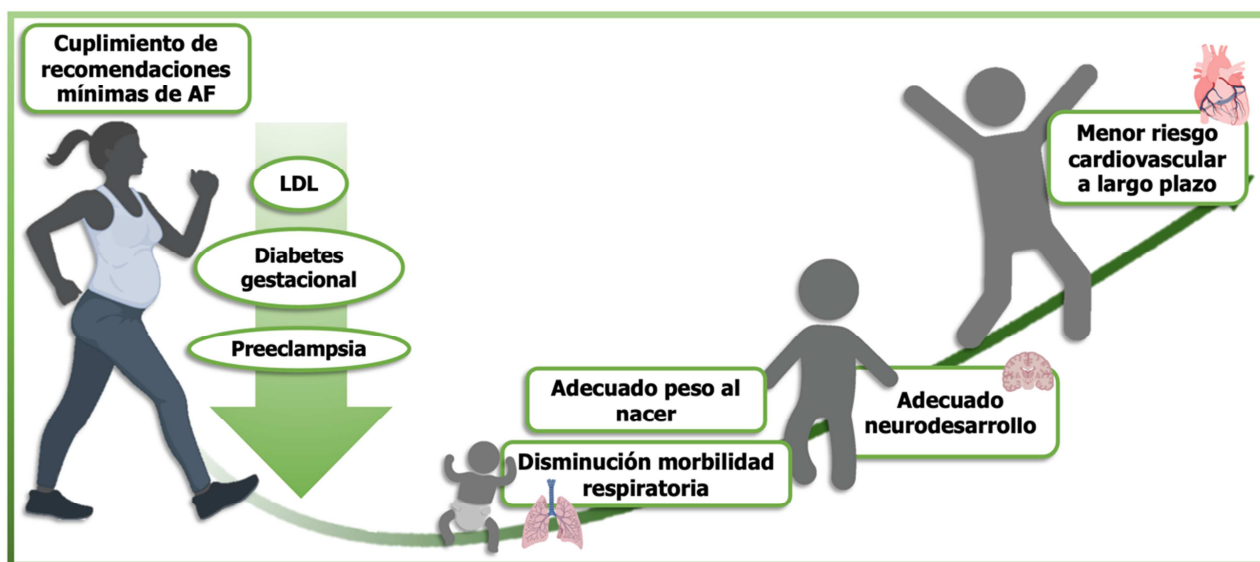 Cuplimiento de
recomendaciones
mínimas de AF
LDL
Diabetes
gestacional
Preeclampsia
Adecuado peso al
nacer
Disminución morbilidad
respiratoria
Adecuado
neurodesarrollo
Menor riesgo
cardiovascular
a largo plazo